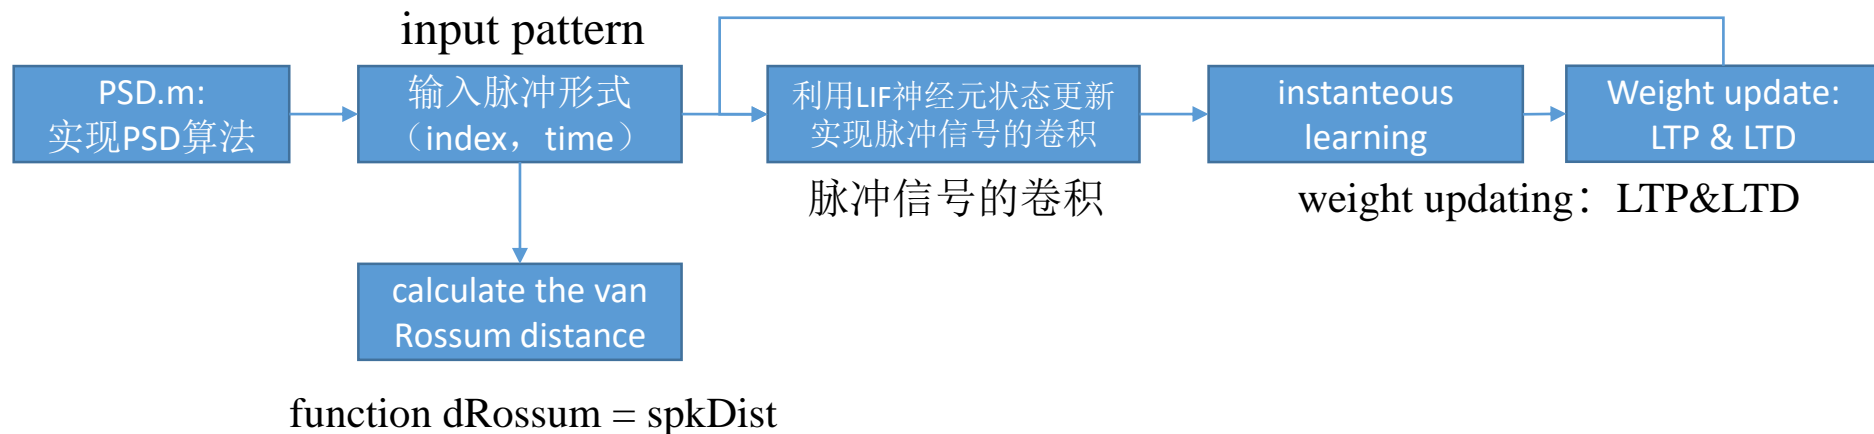 input pattern
PSD.m:
实现PSD算法
输入脉冲形式
（index，time）
利用LIF神经元状态更新
实现脉冲信号的卷积
instanteous
learning
Weight update:
LTP & LTD
脉冲信号的卷积
weight updating：LTP&LTD
calculate the van
Rossum distance
function dRossum = spkDist